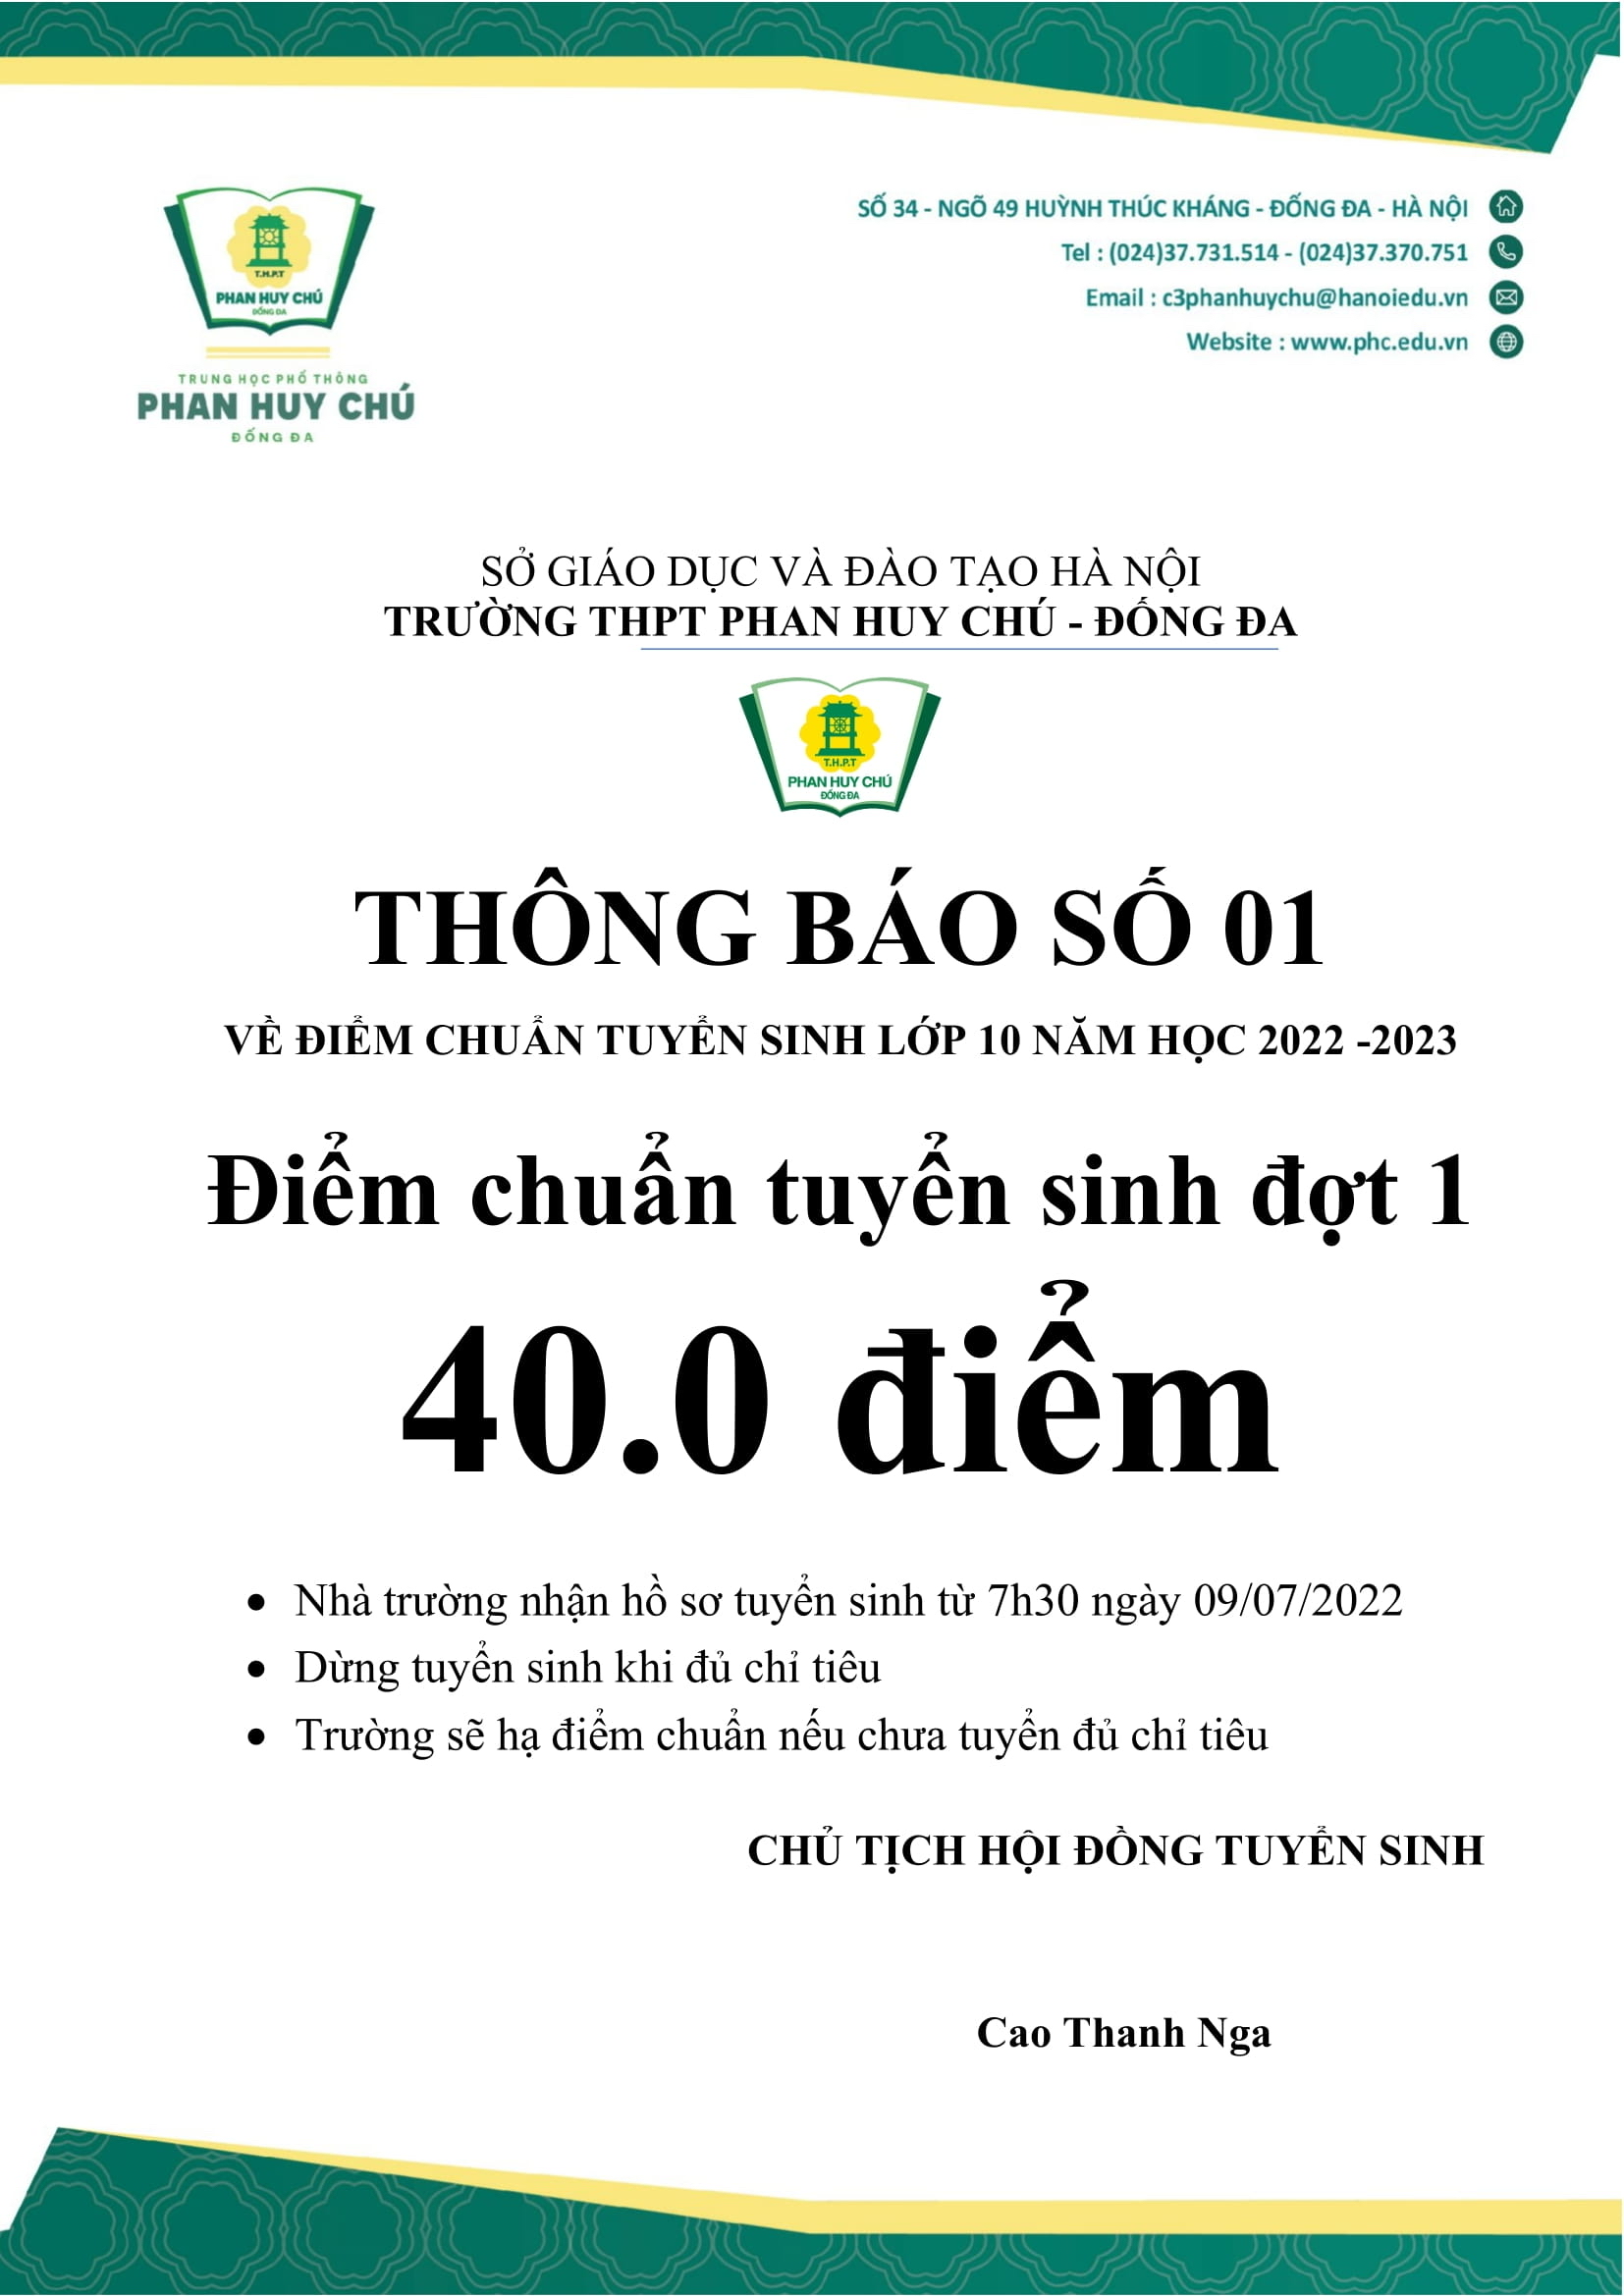 T.H.P.T
PHAN HUY CHÚ
ĐỐNG ĐA
TRUNG HỌC PHỔ THÔNG
PHAN HUY CHÚ
ĐỐNG ĐA
SỐ 34 - NGÕ 49 HUỲNH THÚC KHÁNG - ĐỐNG ĐA - HÀ NỘI
Tel : (024)37.731.514 - (024)37.370.751
Email : c3phanhuychu@hanoiedu.vn
Website : www.phc.edu.vn
SỞ GIÁO DỤC VÀ ĐÀO TẠO HÀ NỘI
TRƯỜNG THPT PHAN HUY CHÚ - ĐỐNG ĐA
T.H.P.T
PHAN HUY CHÚ
ĐỐNG ĐA
THÔNG BÁO SỐ 01
VỀ ĐIỂM CHUẨN TUYỂN SINH LỚP 10 NĂM HỌC 2022 -2023
Điểm chuẩn tuyển sinh đợt 1
40.0 điểm
• Nhà trường nhận hồ sơ tuyển sinh từ 7h30 ngày 09/07/2022
• Dừng tuyển sinh khi đủ chỉ tiêu
• Trường sẽ hạ điểm chuẩn nếu chưa tuyển đủ chỉ tiêu
CHỦ TỊCH HỘI ĐỒNG TUYỂN SINH
Cao Thanh Nga